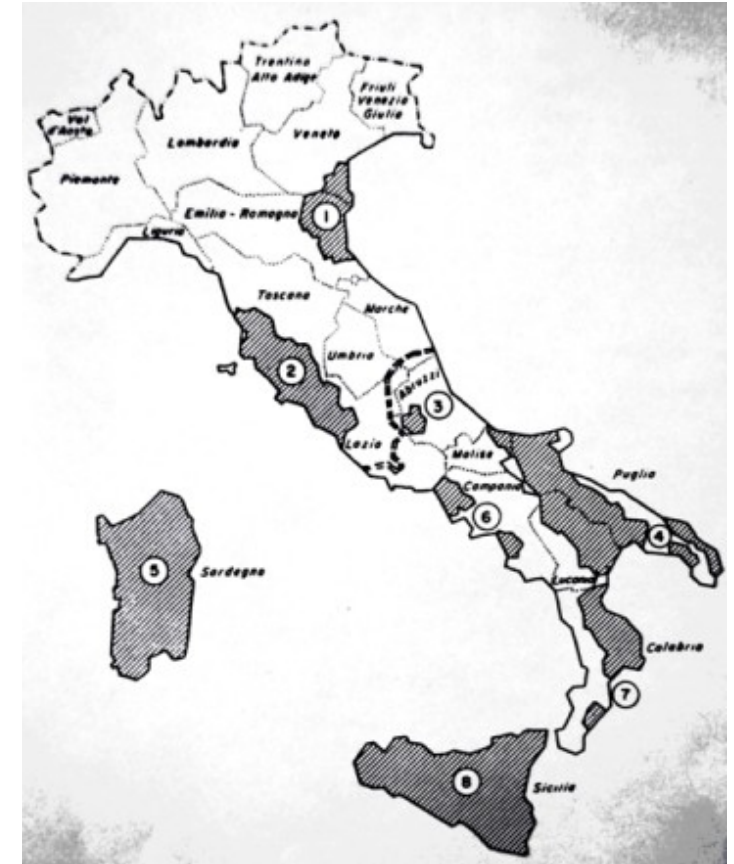 Trentino
Alto Adige
Friuli
Venezia
Giulia
Val
d'Aosta
Lombardia
Veneto
Piemonte
Emilia - Romagna
1
Liguria
Toscana
Marche
Umbria
2
Abruzzi
3
Lazio
Molise
Puglia
Campania
6
4
5
Sardegna
Lucania
Calabria
7
8
Sicilia